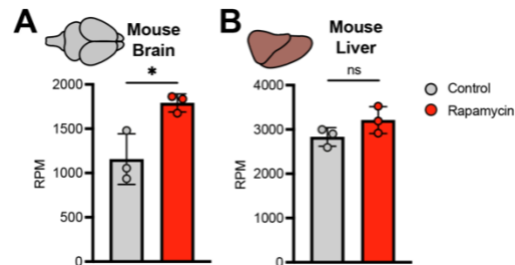 A
Mouse
Brain
*
2000
1500
1000
500
0
RPM
B
Mouse
Liver
ns
4000
3000
2000
1000
0
RPM
Control
Rapamycin